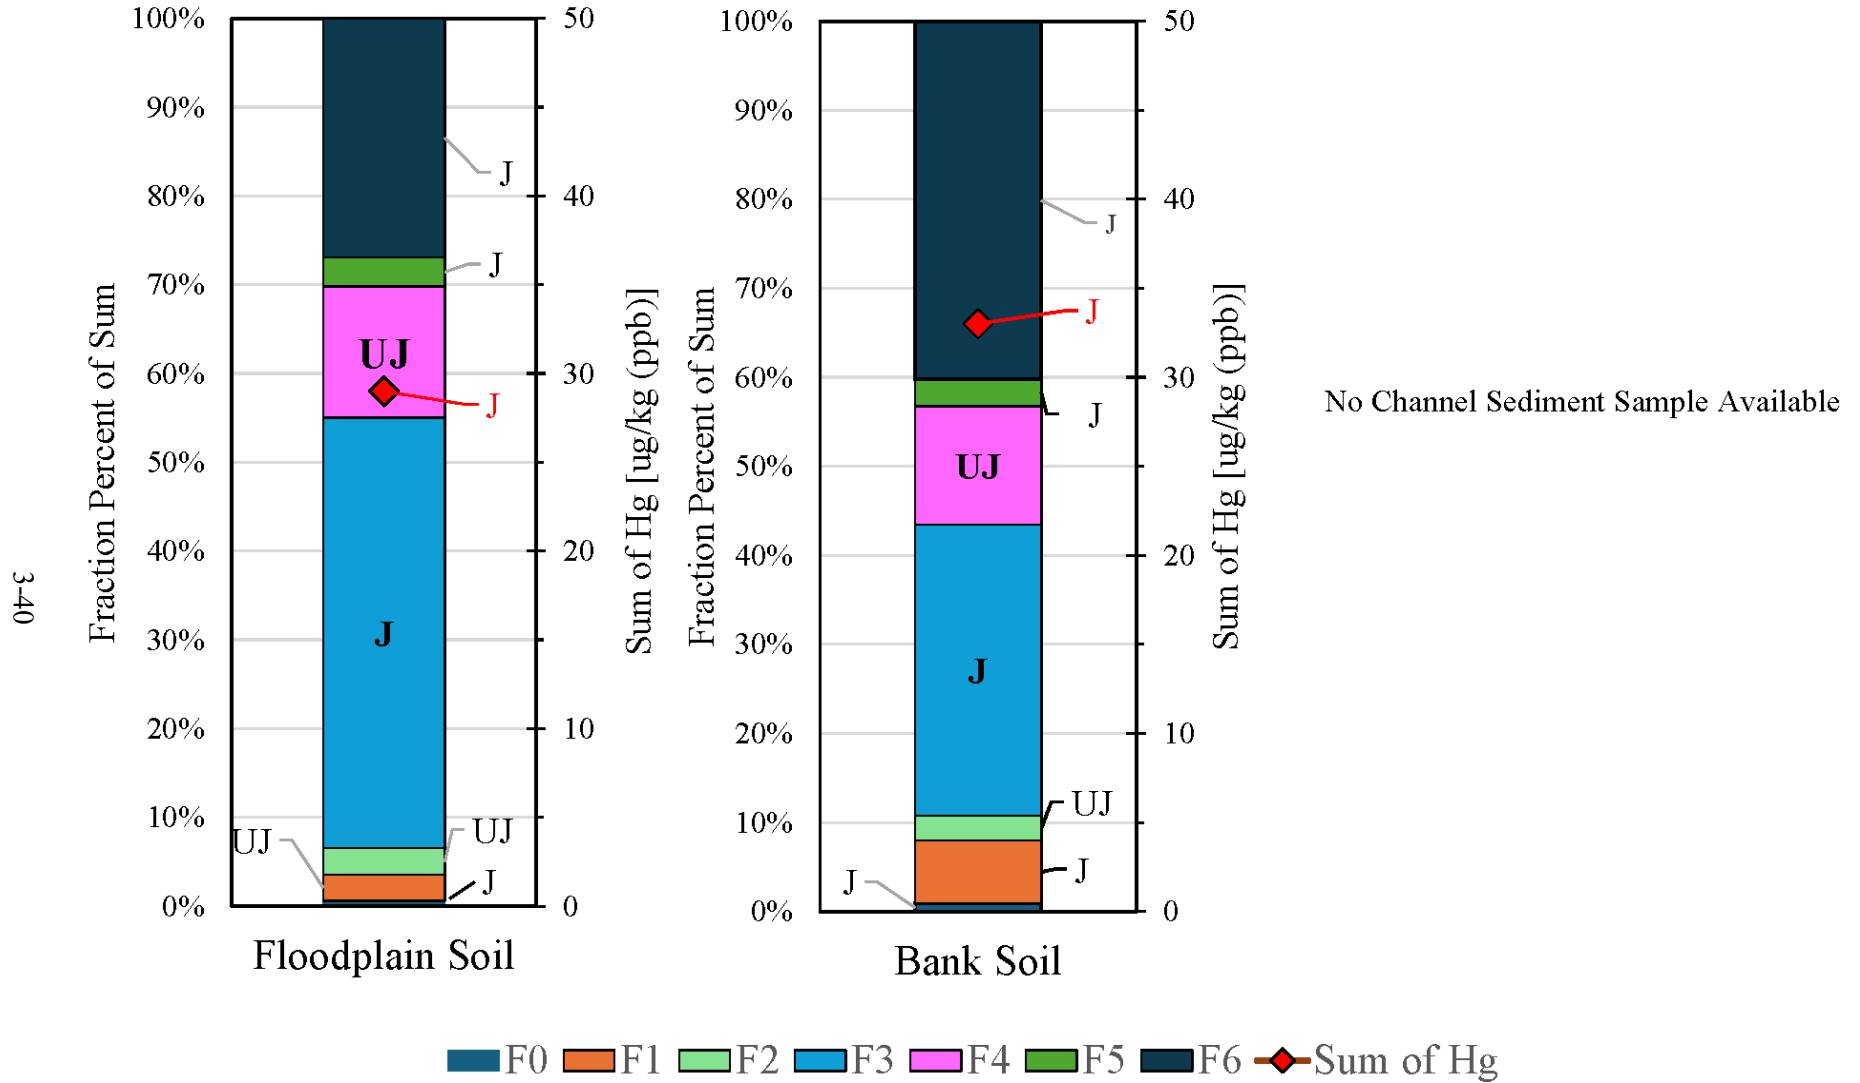 3-40
Fraction Percent of Sum
100%
90%
80%
70%
60%
50%
40%
30%
20%
10%
0%
J
J
UJ
J
J
UJ
UJ
J
50
40
30
20
10
0
Sum of Hg [ug/kg (ppb)]
Floodplain Soil
Fraction Percent of Sum
100%
90%
80%
70%
60%
50%
40%
30%
20%
10%
0%
J
J
J
UJ
J
UJ
J
J
50
40
30
20
10
0
Sum of Hg [ug/kg (ppb)]
Bank Soil
No Channel Sediment Sample Available
F0 F1 F2 F3 F4 F5 F6 Sum of Hg